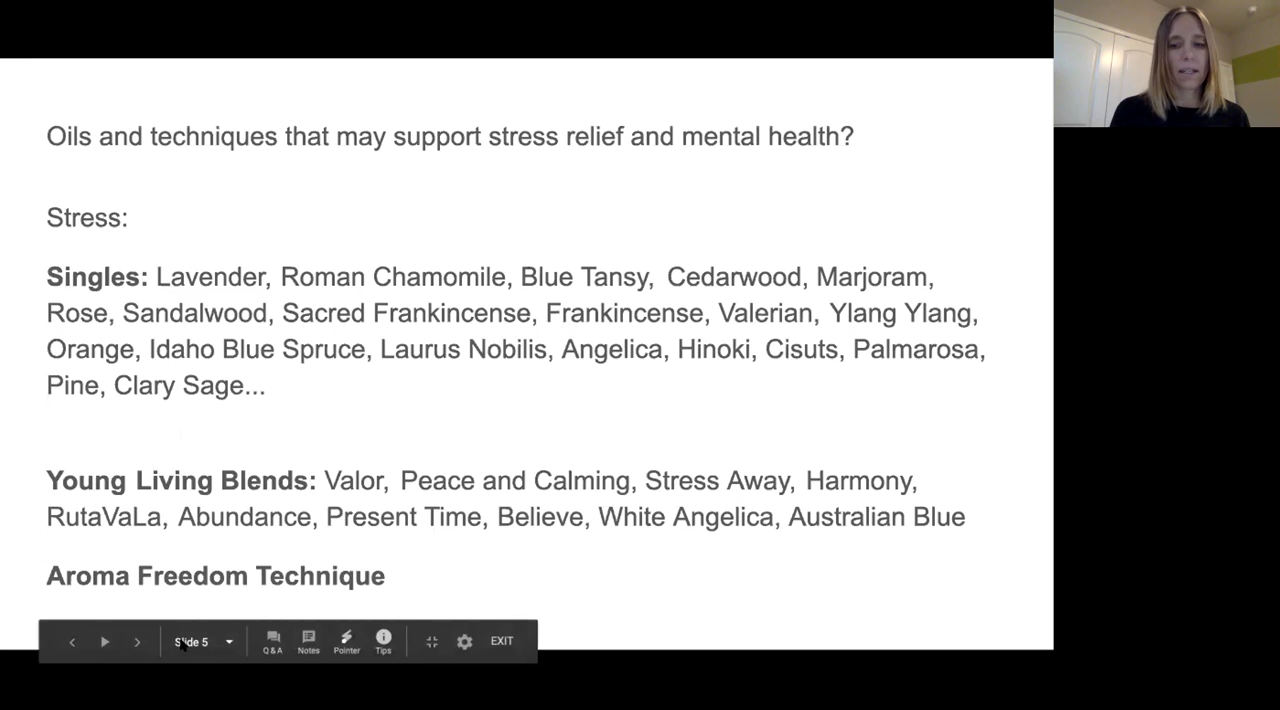 Oils and techniques that may support stress relief and mental health?
Stress:
Singles: Lavender, Roman Chamomile, Blue Tansy, Cedarwood, Marjoram,
Rose, Sandalwood, Sacred Frankincense, Frankincense, Valerian, Ylang Ylang,
Orange, Idaho Blue Spruce, Laurus Nobilis, Angelica, Hinoki, Cisuts, Palmarosa,
Pine, Clary Sage...
Young Living Blends: Valor, Peace and Calming, Stress Away, Harmony,
RutaVaLa, Abundance, Present Time, Believe, White Angelica, Australian Blue
Aroma Freedom Technique
Slide 5 Q&A Notes Pointer Tips EXIT